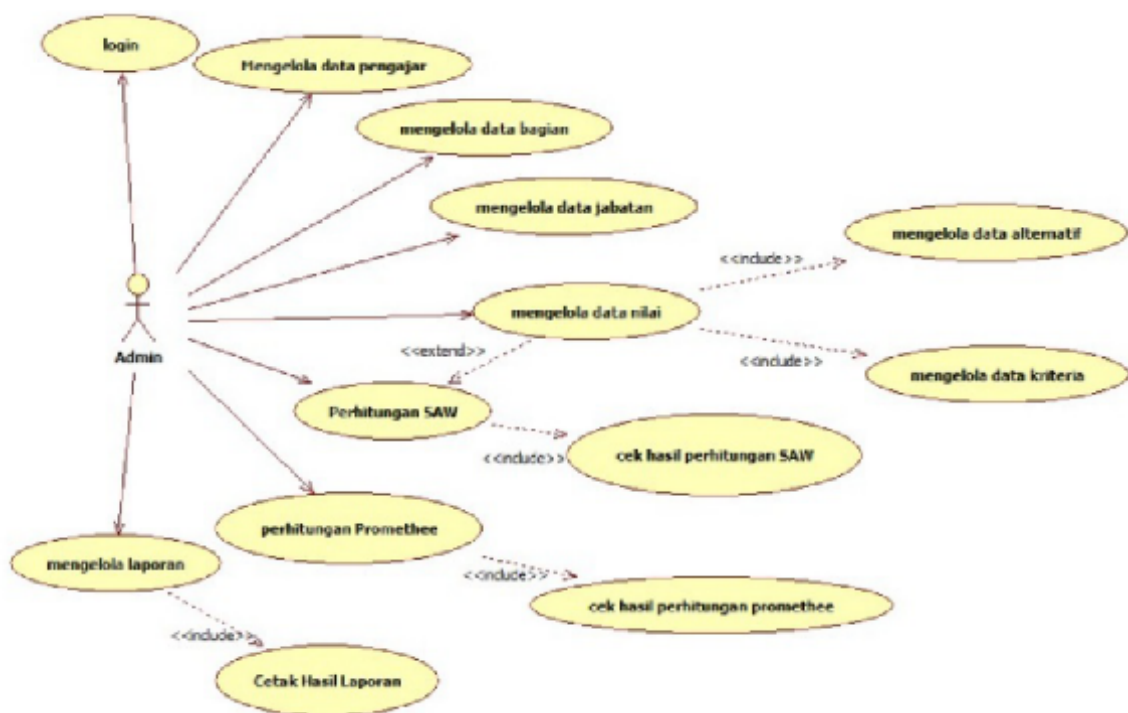 login
Mengelola data pengajar
mengelola data bagian
mengelola data jabatan
mengelola data alternatif
<<include>>
mengelola data nilai
Admin
<<extend>>
<<include>>
mengelola data kriteria
Perhitungan SAW
<<include>>
cek hasil perhitungan SAW
perhitungan Promethee
mengelola laporan
<<include>>
cek hasil perhitungan promethee
<<include>>
Cetak Hasil Laporan